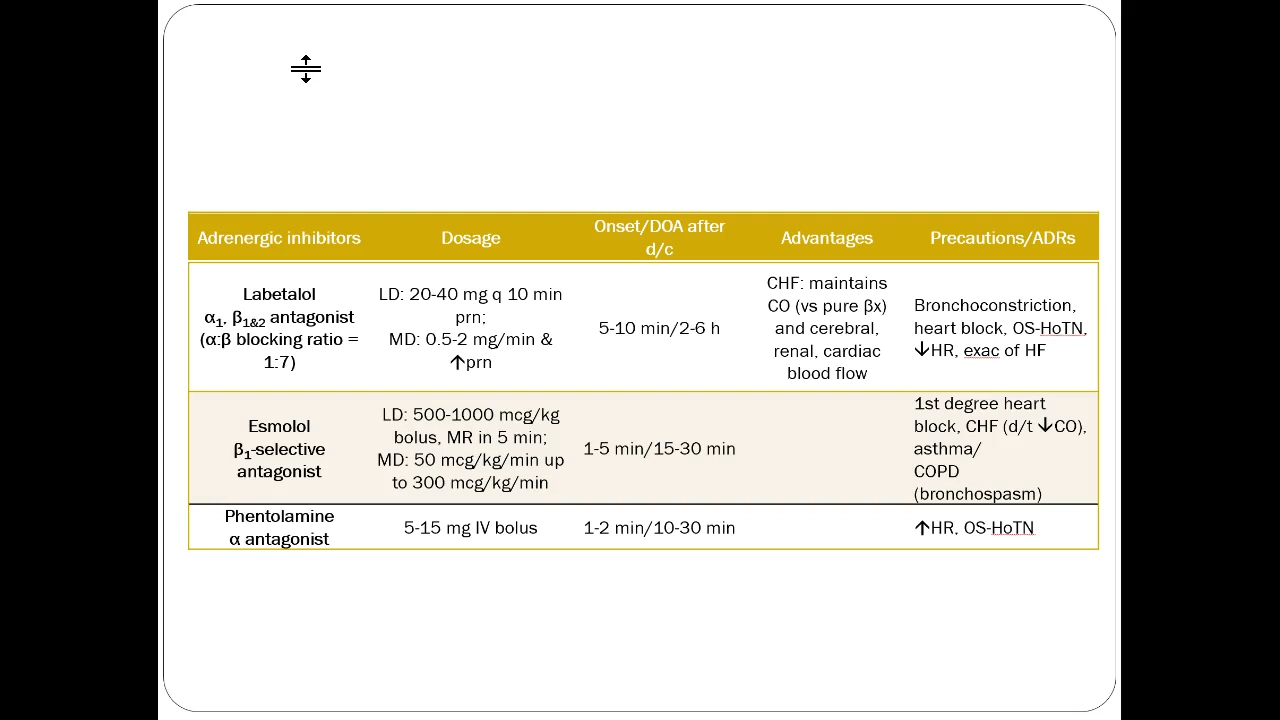 Adrenergic inhibitors Dosage Onset/DOA after d/c Advantages Precautions/ADRs
Labetalol
α1, β1&2 antagonist
(α:β blocking ratio =
1:7)
LD: 20-40 mg q 10 min
prn;
MD: 0.5-2 mg/min &
↑prn
5-10 min/2-6 h
CHF: maintains
CO (vs pure βx)
and cerebral,
renal, cardiac
blood flow
Bronchoconstriction,
heart block, OS-HoTN,
↓HR, exac of HF
Esmolol
β1-selective
antagonist
LD: 500-1000 mcg/kg
bolus, MR in 5 min;
MD: 50 mcg/kg/min up
to 300 mcg/kg/min
1-5 min/15-30 min
1st degree heart
block, CHF (d/t ↓CO),
asthma/
COPD
(bronchospasm)
Phentolamine
α antagonist
5-15 mg IV bolus
1-2 min/10-30 min
↑HR, OS-HoTN